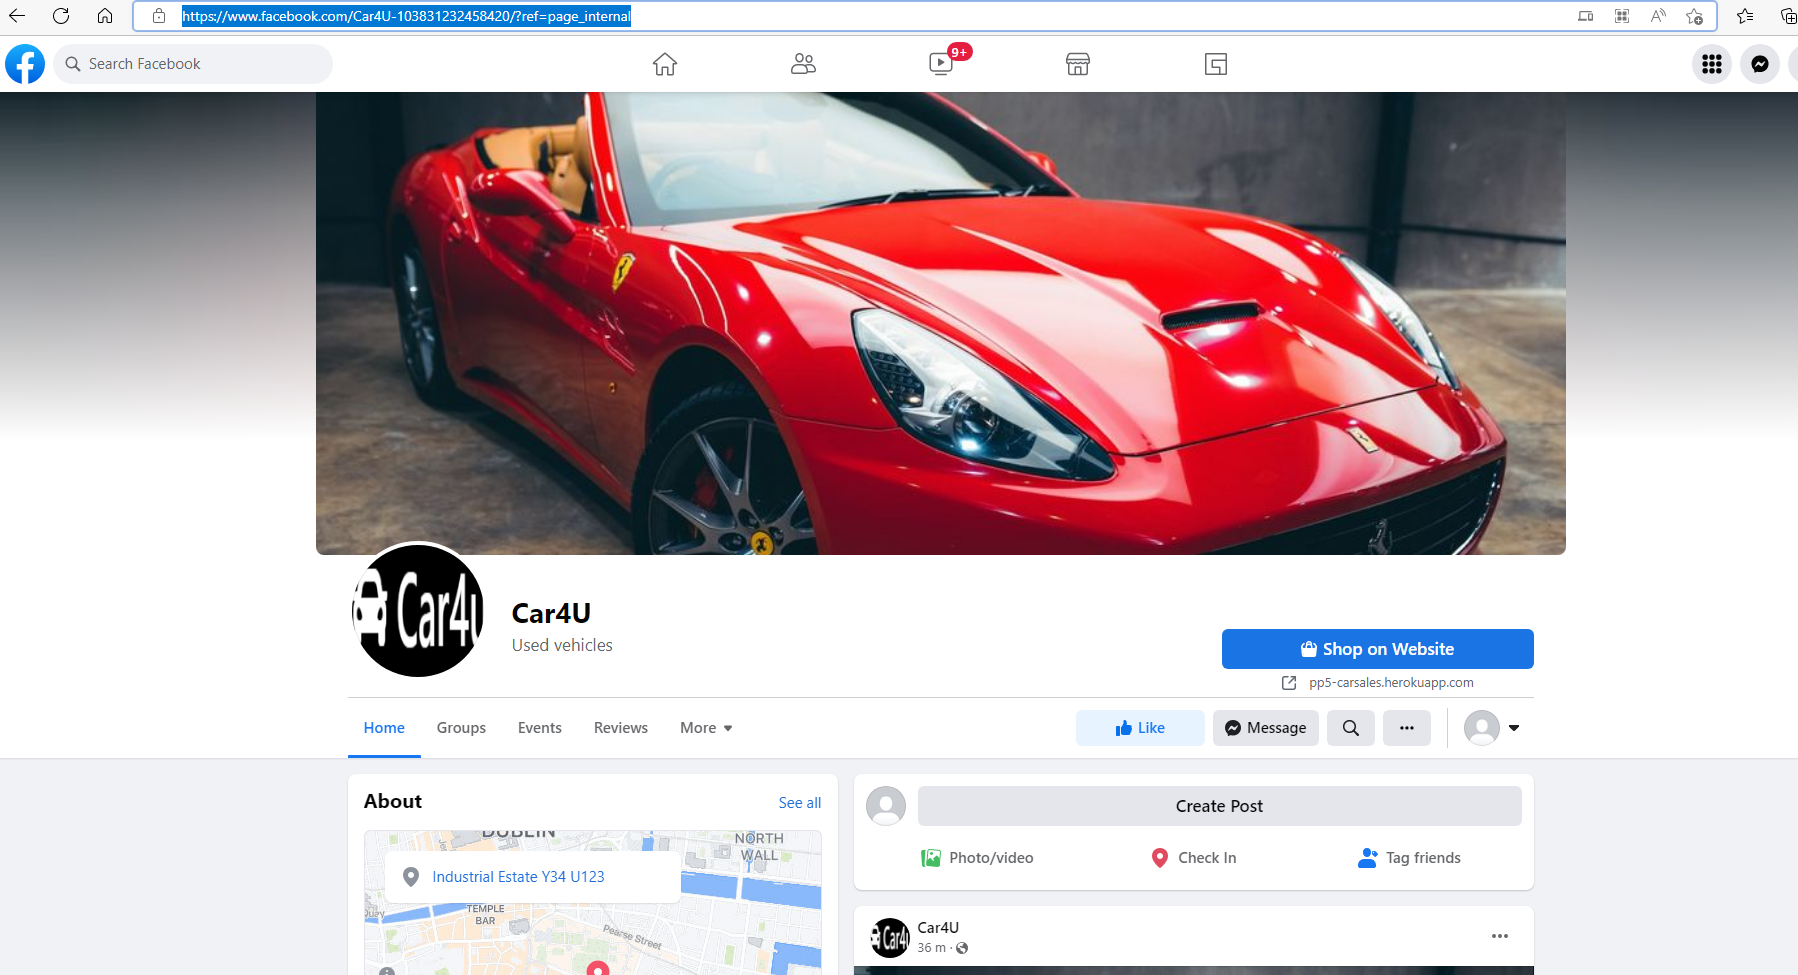 https://www.facebook.com/Car4U-103831232458420/?ref=page_internal
Search Facebook
9+
Car4U
Car4U
Used vehicles
Shop on Website
pp5-carsales.herokuapp.com
Home Groups Events Reviews More
Like Message
About See all
DUBLIN
NORTH
WALL
Industrial Estate Y34 U123
Quay
TEMPLE
BAR
Pearse Street
Create Post
Photo/video Check In Tag friends
Car4U
Car4U
36 m ·